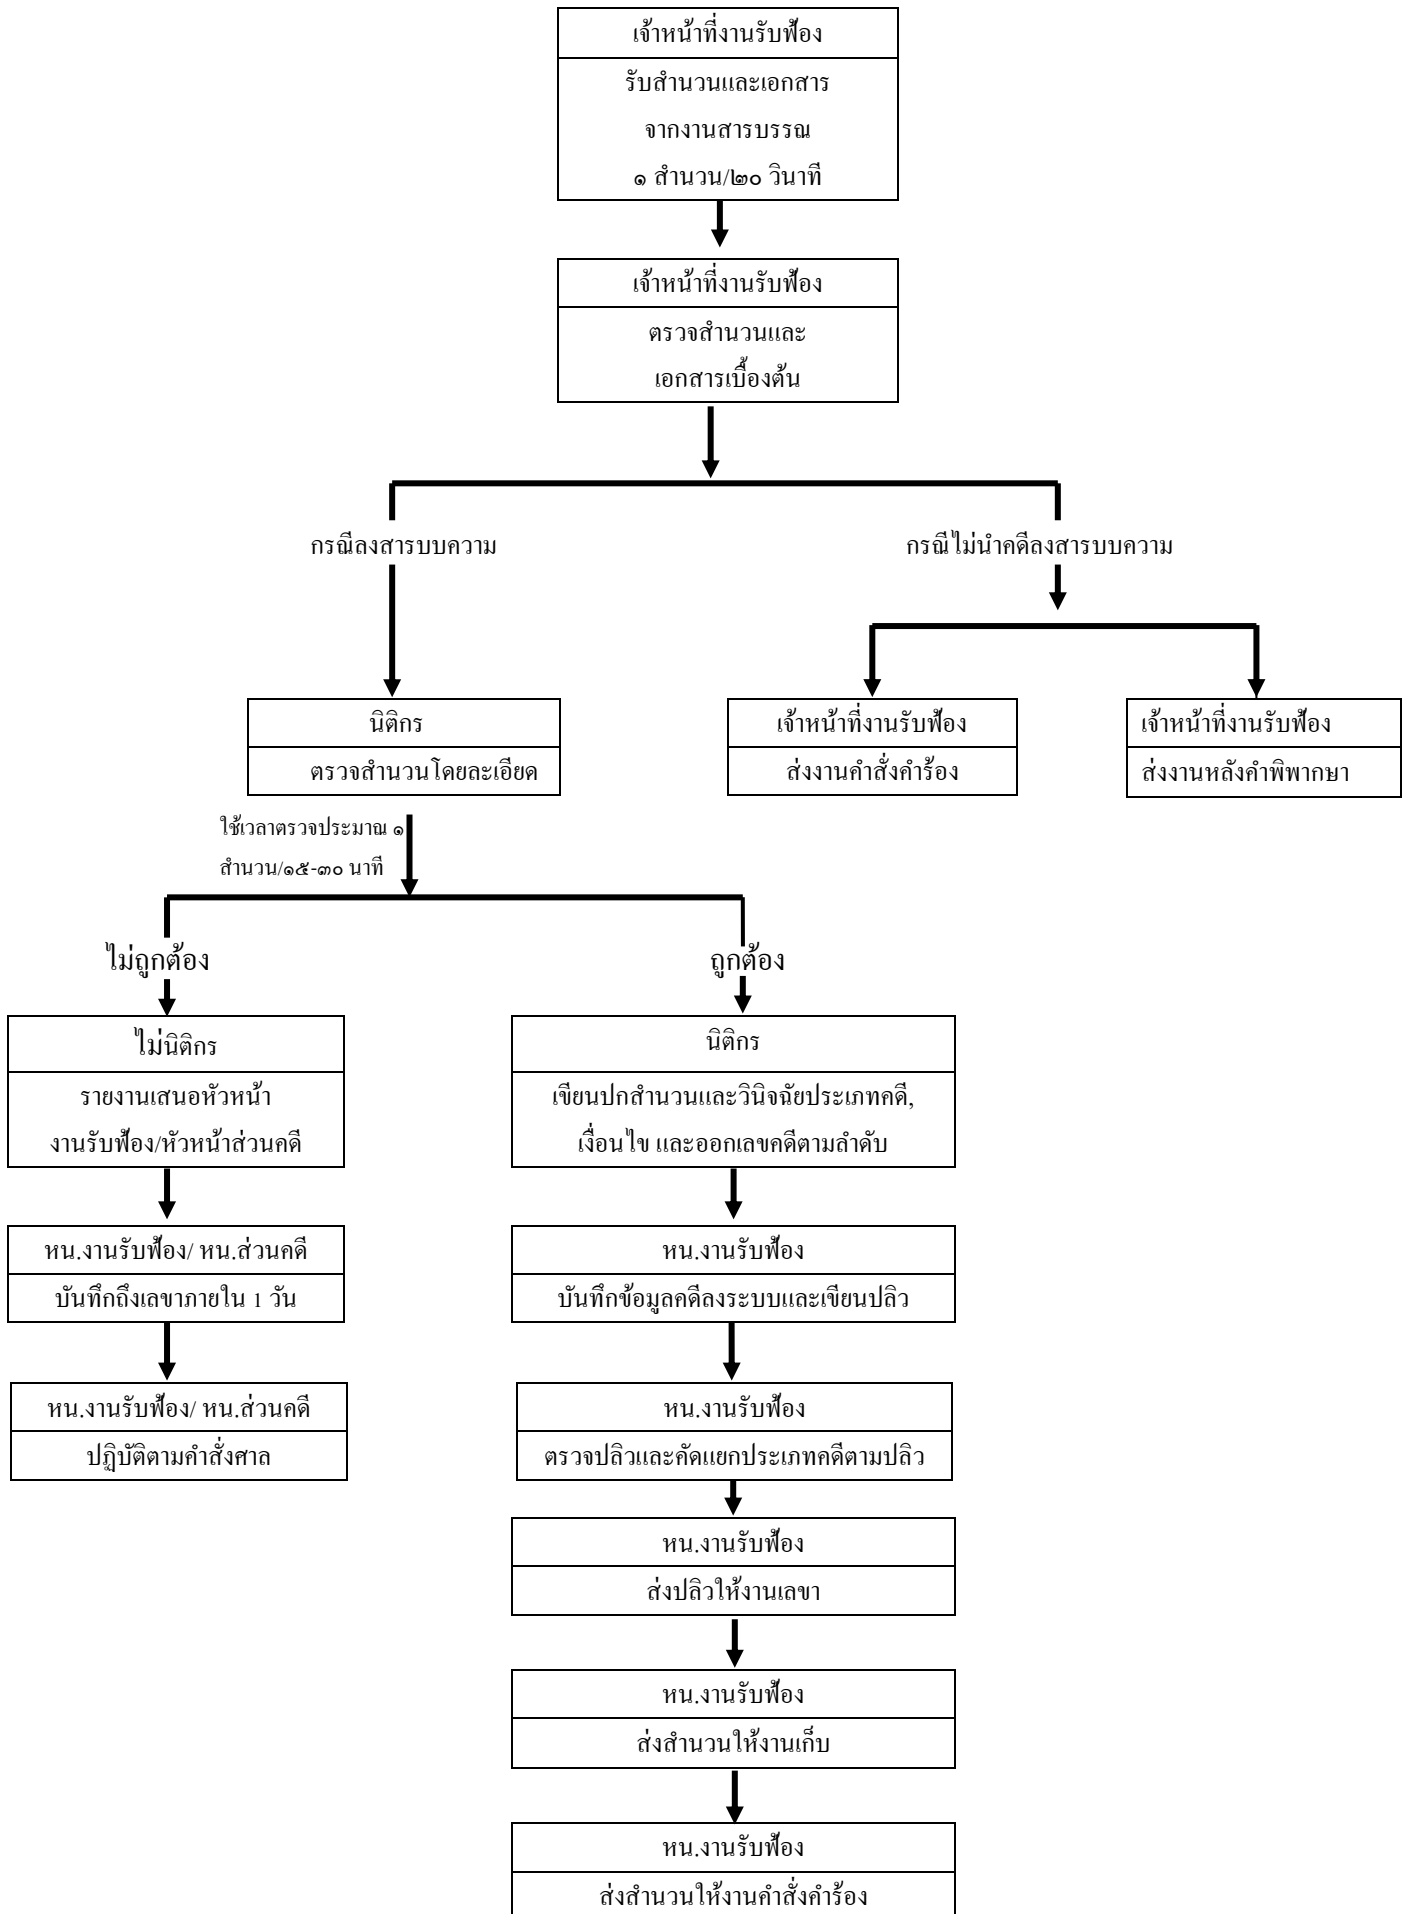 เจ้าหน้าที่งานรับฟ้อง
รับสำนวนและเอกสาร
จากงานสารบรรณ
๑ สำนวน/๒๐ วินาที
เจ้าหน้าที่งานรับฟ้อง
ตรวจสำนวนและ
เอกสารเบื้องต้น
กรณีลงสารบบความ
กรณีไม่นำคดีลงสารบบความ
นิติกร
ตรวจสำนวนโดยละเอียด
เจ้าหน้าที่งานรับฟ้อง
ส่งงานคำสั่งคำร้อง
เจ้าหน้าที่งานรับฟ้อง
ส่งงานหลังคำพิพากษา
ใช้เวลาตรวจประมาณ ๑
สำนวน/๑๕-๓๐ นาที
ไม่ถูกต้อง
ถูกต้อง
ไม่นิติกร
รายงานเสนอหัวหน้า
งานรับฟ้อง/หัวหน้าส่วนคดี
นิติกร
เขียนปกสำนวนและวินิจฉัยประเภทคดี,
เงื่อนไข และออกเลขคดีตามลำดับ
หน.งานรับฟ้อง/ หน.ส่วนคดี
บันทึกถึงเลขาภายใน 1 วัน
หน.งานรับฟ้อง
บันทึกข้อมูลคดีลงระบบและเขียนปลิว
หน.งานรับฟ้อง/ หน.ส่วนคดี
ปฏิบัติตามคำสั่งศาล
หน.งานรับฟ้อง
ตรวจปลิวและคัดแยกประเภทคดีตามปลิว
หน.งานรับฟ้อง
ส่งปลิวให้งานเลขา
หน.งานรับฟ้อง
ส่งสำนวนให้งานเก็บ
หน.งานรับฟ้อง
ส่งสำนวนให้งานคำสั่งคำร้อง